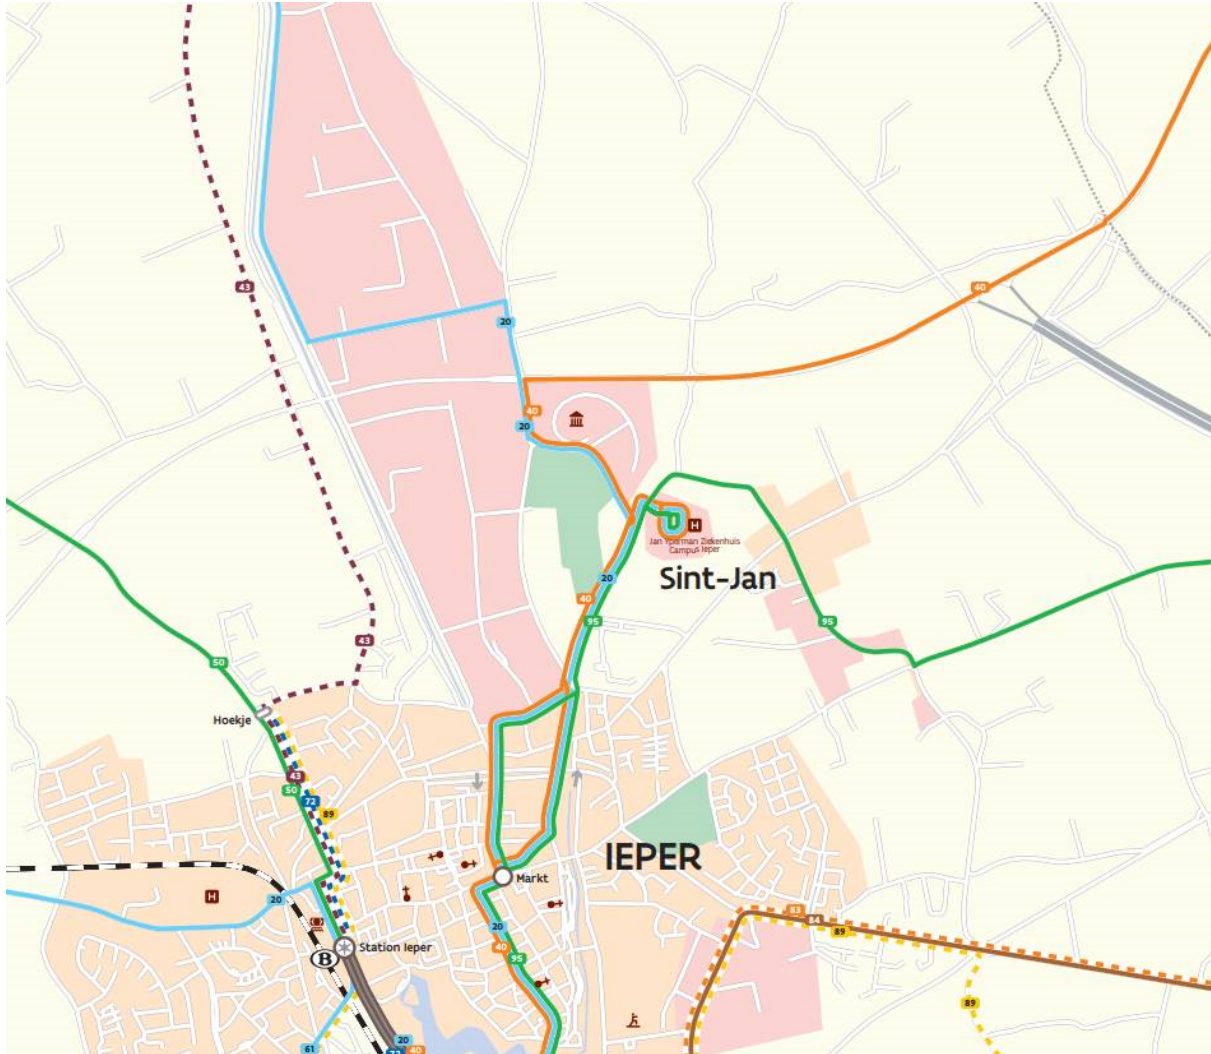 43
40
20
40
20
H
Jan Yperman Ziekenhuis
Campus Ieper
Sint-Jan
20
40
95
95
43
50
Hoekje
43
50
72
89
IEPER
Markt
H
20
20
40
95
83
84
89
Station Ieper
B
89
61
20
40
72